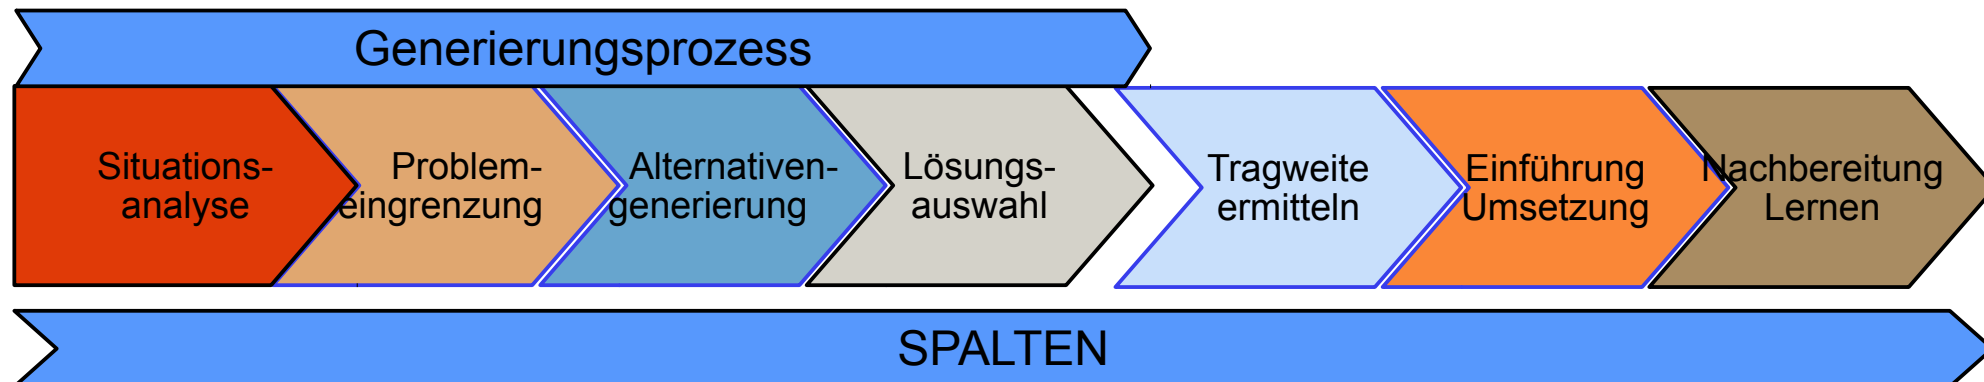 Generierungsprozess
Situations-
analyse
Problem-
eingrenzung
Alternativen-
generierung
Lösungs-
auswahl
Tragweite
ermitteln
Einführung
Umsetzung
Nachbereitung
Lernen
SPALTEN